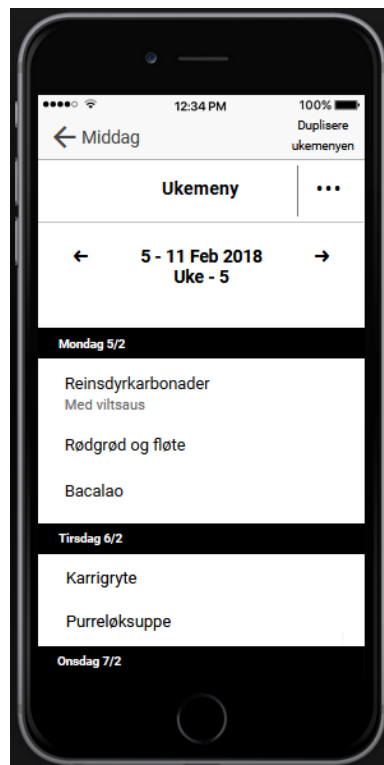 12:34 PM
100%
Middag
Duplisere
ukemenyen
Ukemeny
5 - 11 Feb 2018
Uke - 5
Mondag 5/2
Reinsdyrkarbonader
Med viltsaus
Rødgrød og fløte
Bacalao
Tirsdag 6/2
Karrigryte
Purreløksuppe
Onsdag 7/2